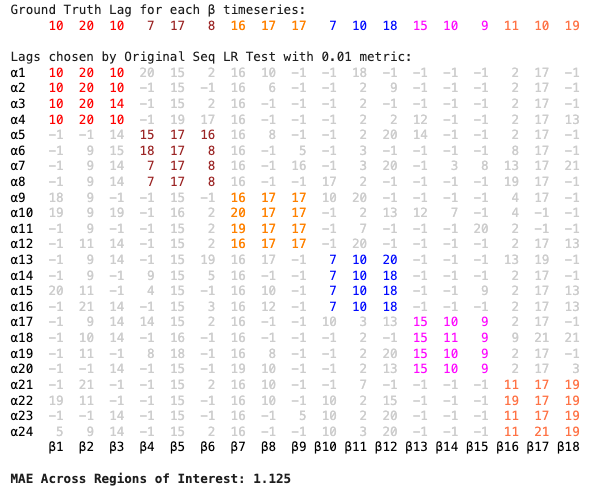 Ground Truth Lag for each β timeseries:
10 20 10 7 17 8 16 17 17 7 10 18 15 10 9 11 10 19
Lags chosen by Original Seq LR Test with 0.01 metric:
α1 10 20 10 20 15 2 16 10 -1 -1 18 -1 -1 -1 -1 2 17 -1
α2 10 20 10 -1 15 -1 16 6 -1 -1 2 9 -1 -1 -1 2 17 -1
α3 10 20 14 -1 15 2 16 -1 -1 -1 2 -1 -1 -1 -1 2 17 -1
α4 10 20 10 -1 19 17 16 -1 -1 -1 2 2 12 -1 -1 2 17 13
α5 -1 -1 14 15 17 16 16 8 -1 -1 2 20 14 -1 -1 2 17 -1
α6 -1 9 15 18 17 8 16 -1 5 -1 3 -1 -1 -1 -1 8 17 -1
α7 -1 9 14 7 17 8 16 -1 16 -1 3 20 -1 3 8 13 17 21
α8 -1 9 14 7 17 8 16 -1 -1 17 2 -1 -1 -1 -1 19 17 -1
α9 18 9 -1 -1 15 -1 16 17 17 10 20 -1 -1 -1 -1 4 17 -1
α10 19 9 19 -1 16 2 20 17 17 -1 2 13 12 7 -1 4 -1 -1
α11 -1 9 -1 -1 15 2 19 17 17 -1 7 -1 -1 -1 20 2 17 -1
α12 -1 11 14 -1 15 2 16 17 17 -1 20 -1 -1 -1 -1 2 17 13
α13 -1 9 14 -1 15 19 16 17 -1 7 10 20 -1 -1 -1 13 19 -1
α14 -1 9 14 9 15 5 16 -1 -1 7 10 18 -1 -1 -1 2 17 -1
α15 20 11 -1 4 15 2 16 -1 -1 7 10 18 -1 -1 9 2 17 13
α16 -1 21 14 -1 15 3 16 12 -1 7 10 18 -1 -1 -1 2 17 13
α17 -1 9 14 14 15 2 16 -1 -1 10 3 13 15 10 9 2 17 -1
α18 -1 10 14 -1 16 -1 16 -1 -1 -1 2 -1 15 11 9 9 21 21
α19 -1 -1 14 8 18 -1 16 8 -1 -1 2 20 15 10 9 2 17 -1
α20 -1 -1 14 -1 15 -1 19 10 -1 -1 2 20 15 10 9 2 17 3
α21 -1 21 -1 -1 15 2 16 10 -1 -1 7 -1 -1 -1 -1 11 17 19
α22 19 11 -1 -1 15 -1 16 10 -1 10 2 15 -1 -1 -1 19 17 19
α23 -1 -1 14 -1 15 -1 16 -1 5 10 2 20 -1 -1 -1 11 17 19
α24 5 9 14 -1 15 2 16 -1 -1 10 2 20 -1 -1 -1 11 21 19
β1 β2 β3 β4 β5 β6 β7 β8 β9 β10 β11 β12 β13 β14 β15 β16 β17 β18
MAE Across Regions of Interest: 1.125